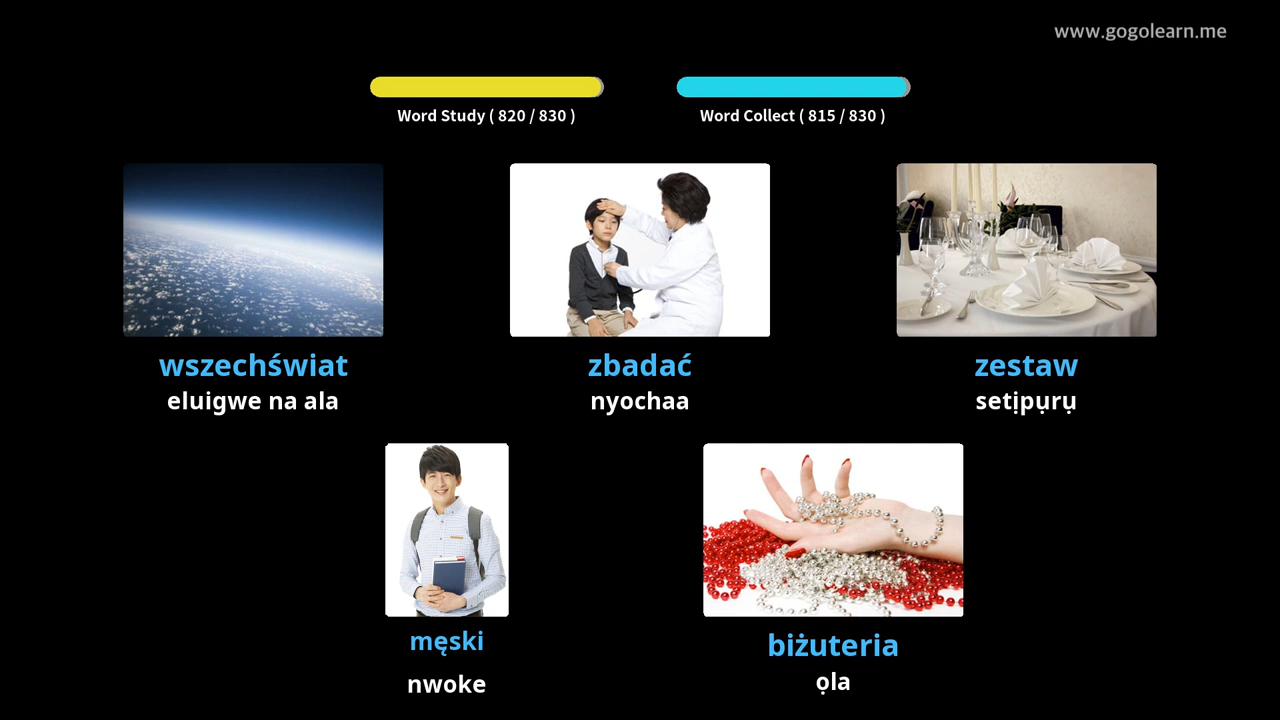 www.gogolearn.me
Word Study ( 820 / 830 )
Word Collect ( 815 / 830 )
wszechświat
eluigwe na ala
zbadać
nyochaa
zestaw
setịpụrụ
męski
nwoke
biżuteria
ọla